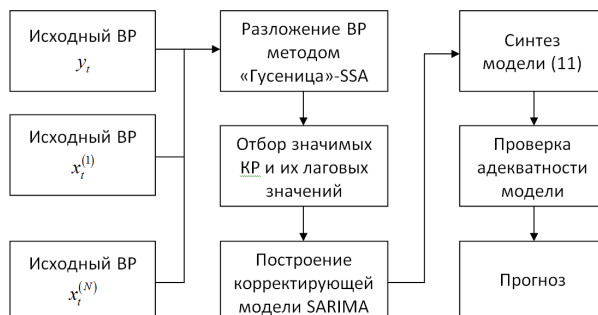 Исходный ВР
y_t
Исходный ВР
x_t^(1)
Исходный ВР
x_t^(N)
Разложение ВР
методом
«Гусеница»-SSA
Отбор значимых
КР и их лаговых
значений
Построение
корректирующей
модели SARIMA
Синтез
модели (11)
Проверка
адекватности
модели
Прогноз